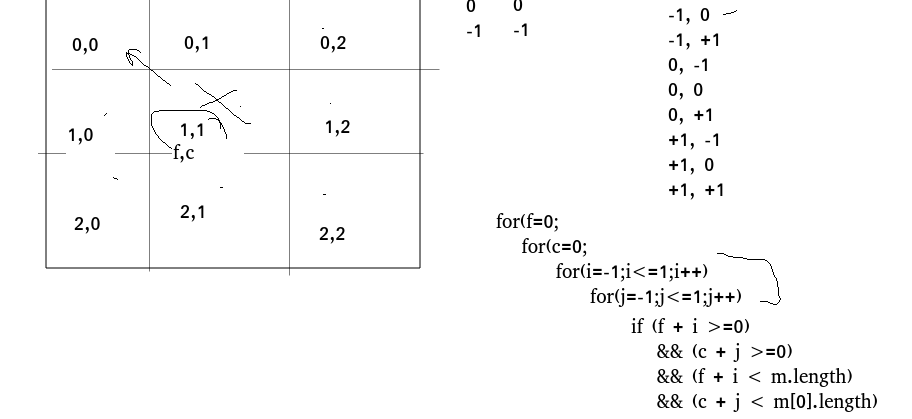 0,0 0,1 0,2
1,0 1,1 1,2
f,c
2,0 2,1 2,2
0 0
-1 -1
-1, 0
-1, +1
0, -1
0, 0
0, +1
+1, -1
+1, 0
+1, +1
for(f=0;
for(c=0;
for(i=-1;i<=1;i++)
for(j=-1;j<=1;j++)
if (f + i >=0)
&& (c + j >=0)
&& (f + i < m.length)
&& (c + j < m[0].length)